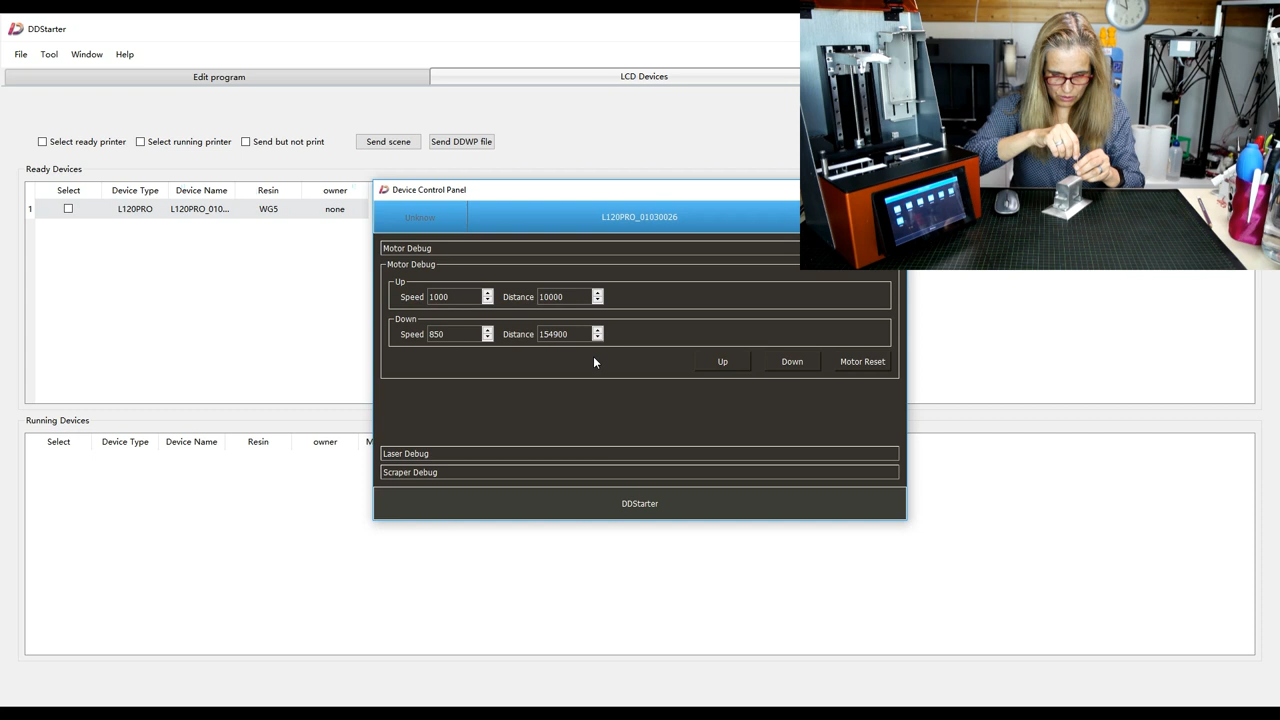 DDStarter
File Tool Window Help
Edit program LCD Devices
Select ready printer Select running printer Send but not print Send scene Send DDWP file
Ready Devices
Select Device Type Device Name Resin owner
1 L120PRO L120PRO_010... WG5 none
Device Control Panel
Unknow L120PRO_01030026
Motor Debug
Motor Debug
Up
Speed 1000 Distance 10000
Down
Speed 850 Distance 154900
Up Down Motor Reset
Laser Debug
Scraper Debug
DDStarter
Running Devices
Select Device Type Device Name Resin owner M